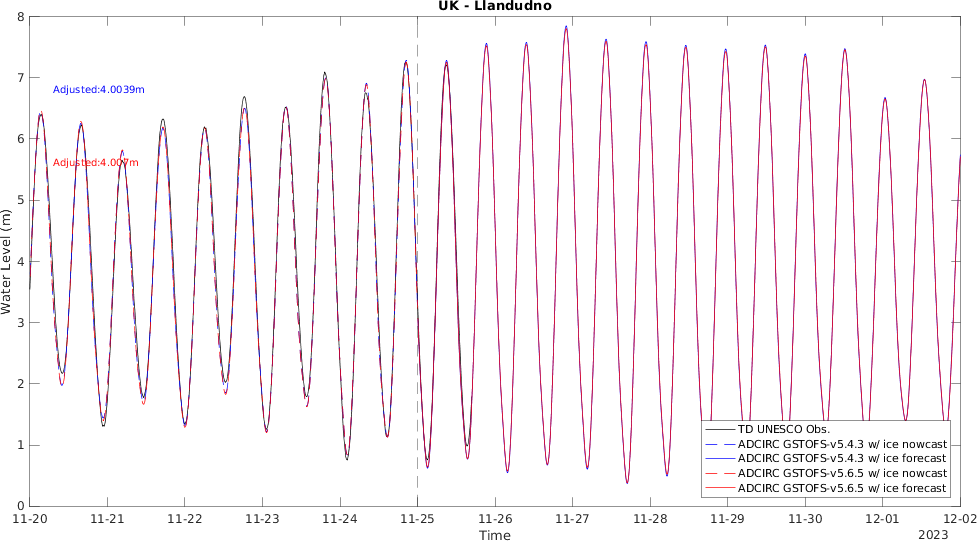 UK - Llandudno
8
7
6
5
4
3
2
1
0
Water Level (m)
Adjusted:4.0039m
Adjusted:4.007m
TD UNESCO Obs.
ADCIRC GSTOFS-v5.4.3 w/ ice nowcast
ADCIRC GSTOFS-v5.4.3 w/ ice forecast
ADCIRC GSTOFS-v5.6.5 w/ ice nowcast
ADCIRC GSTOFS-v5.6.5 w/ ice forecast
11-20 11-21 11-22 11-23 11-24 11-25 11-26 11-27 11-28 11-29 11-30 12-01 12-02
Time
2023